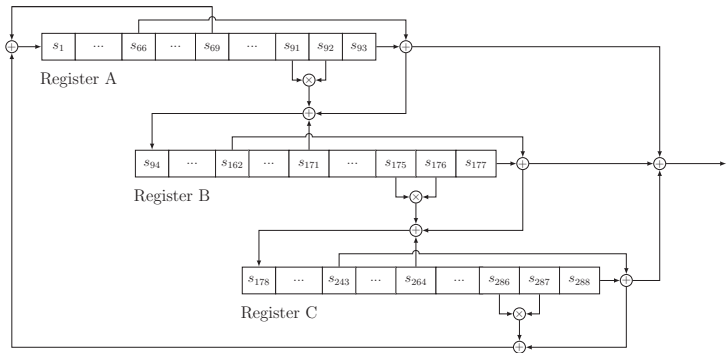 s1 ... s66 ... s69 ... s91 s92 s93
Register A
s94 ... s162 ... s171 ... s175 s176 s177
Register B
s178 ... s243 ... s264 ... s286 s287 s288
Register C